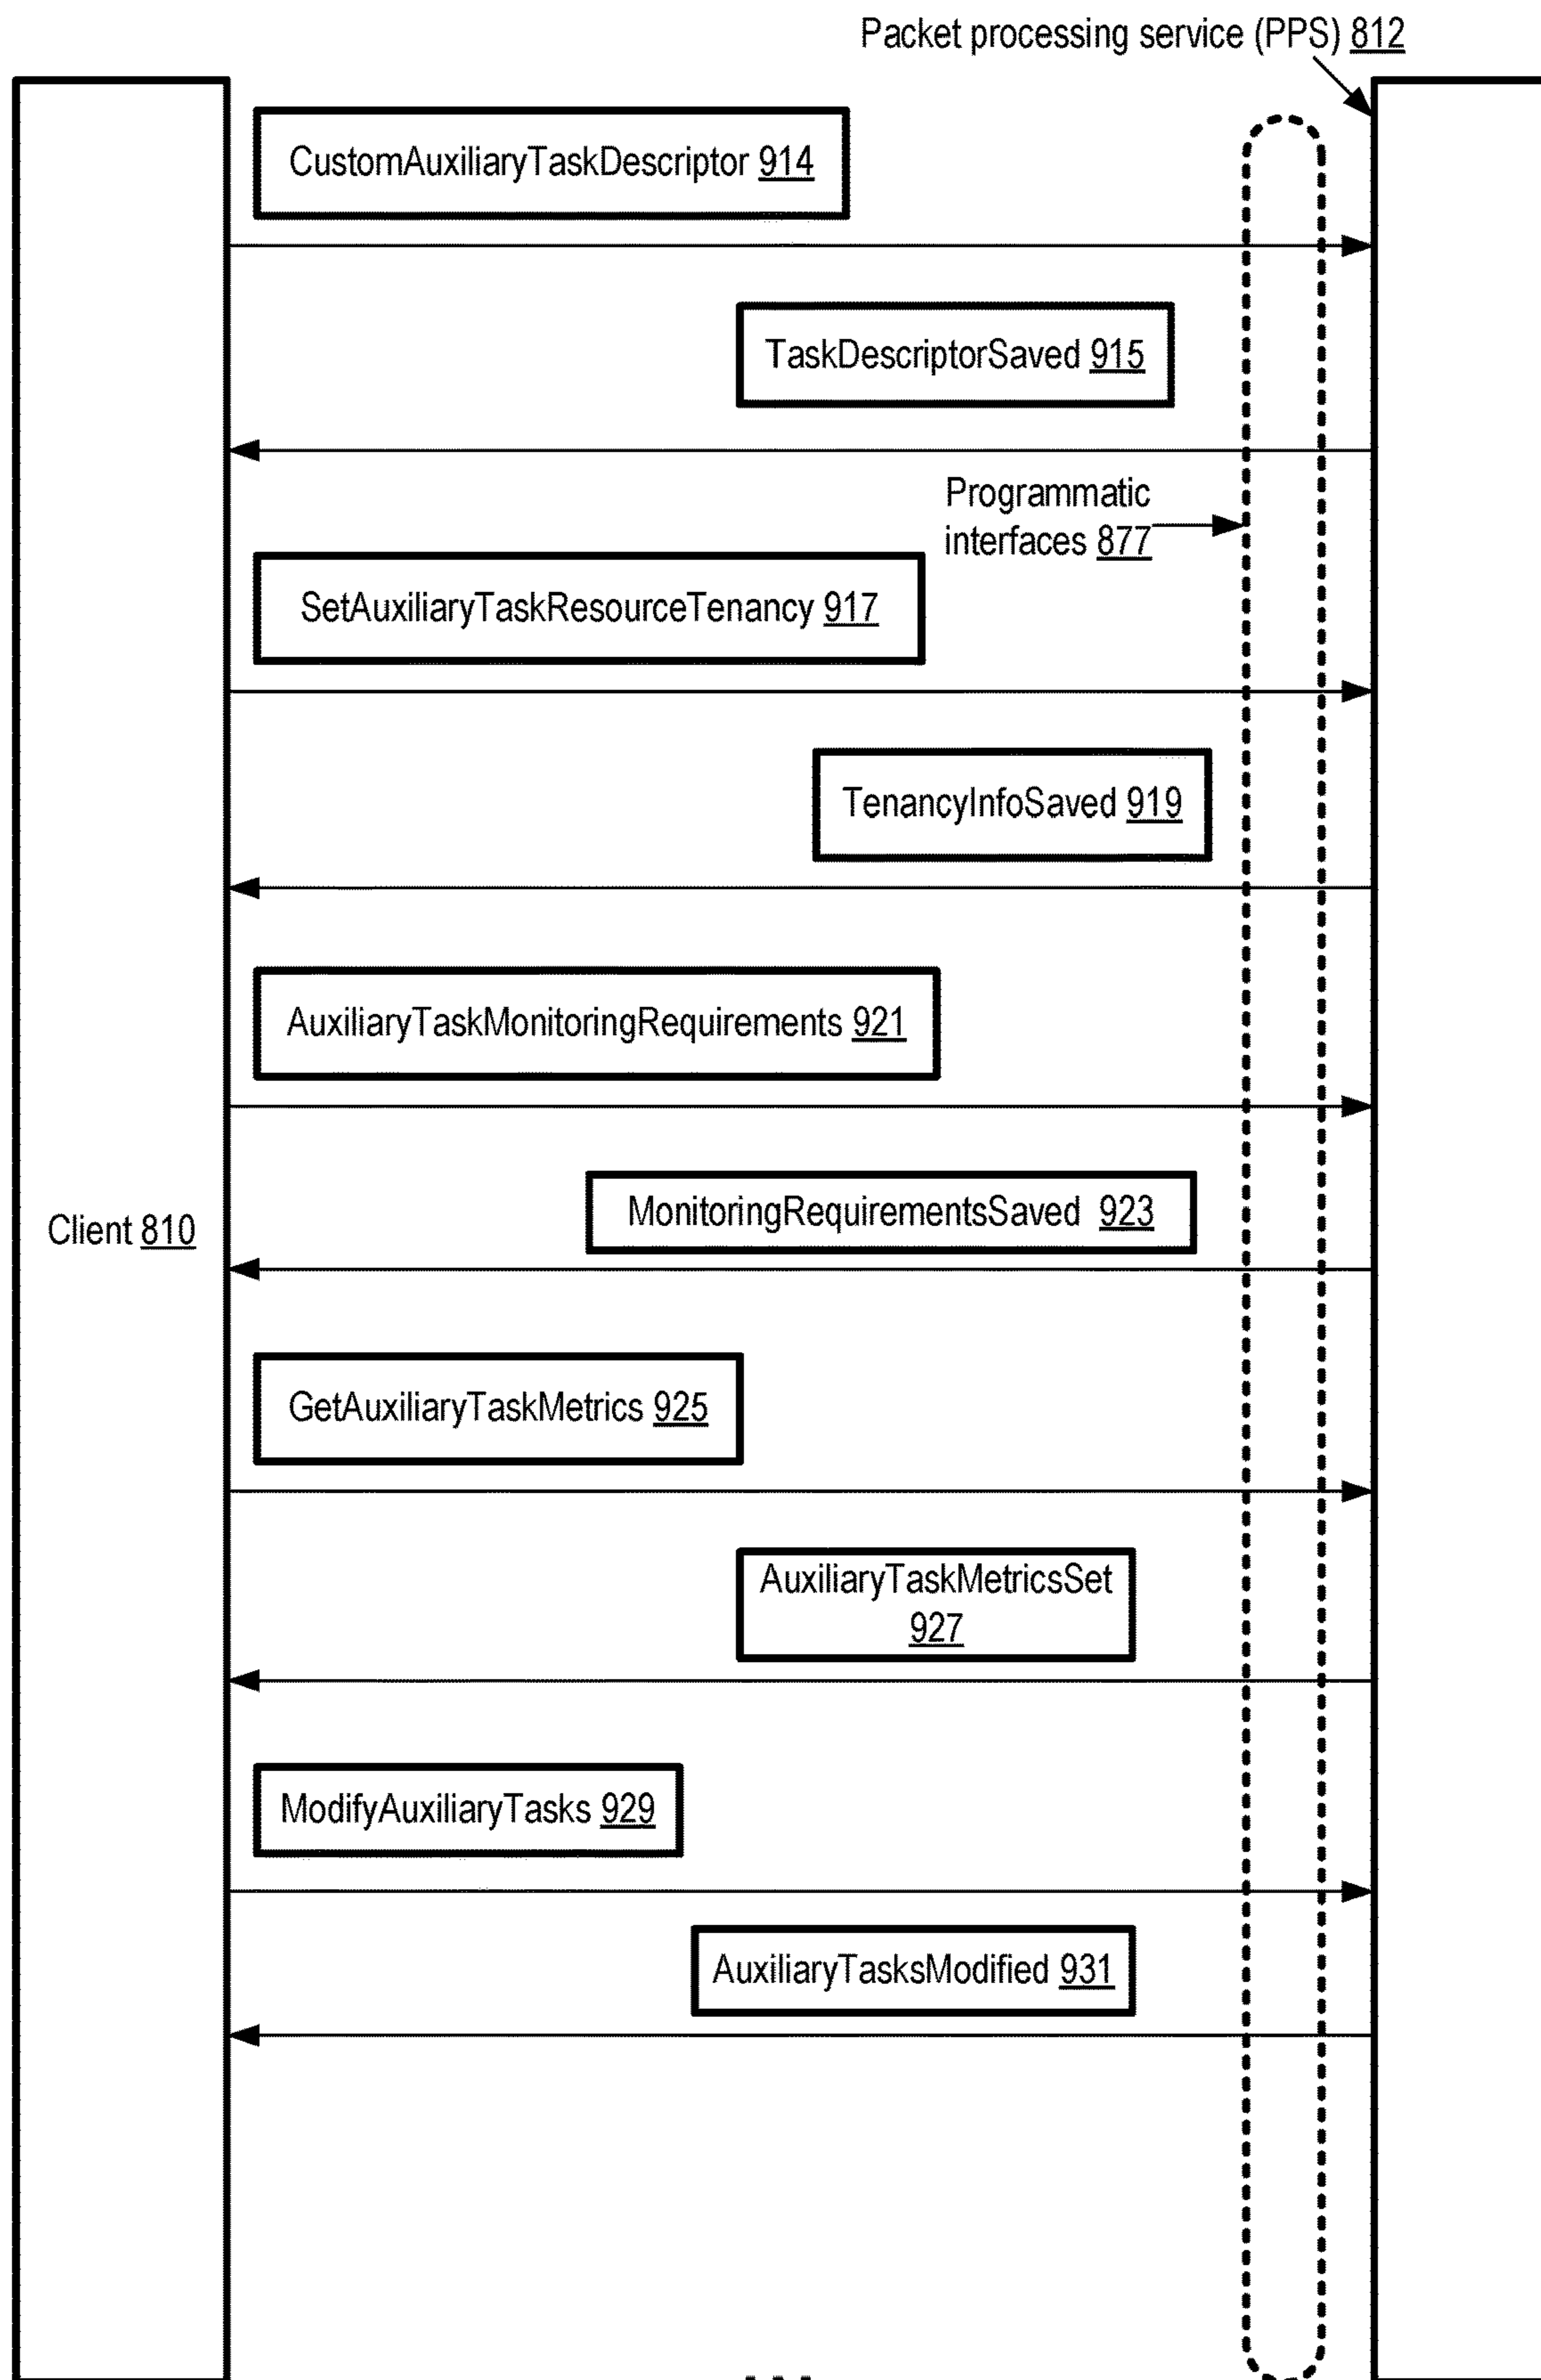 Packet processing service (PPS) 812
CustomAuxiliaryTaskDescriptor 914
TaskDescriptorSaved 915
Programmatic
interfaces 877
SetAuxiliaryTaskResourceTenancy 917
TenancyInfoSaved 919
AuxiliaryTaskMonitoringRequirements 921
MonitoringRequirementsSaved 923
Client 810
GetAuxiliaryTaskMetrics 925
AuxiliaryTaskMetricsSet
927
ModifyAuxiliaryTasks 929
AuxiliaryTasksModified 931